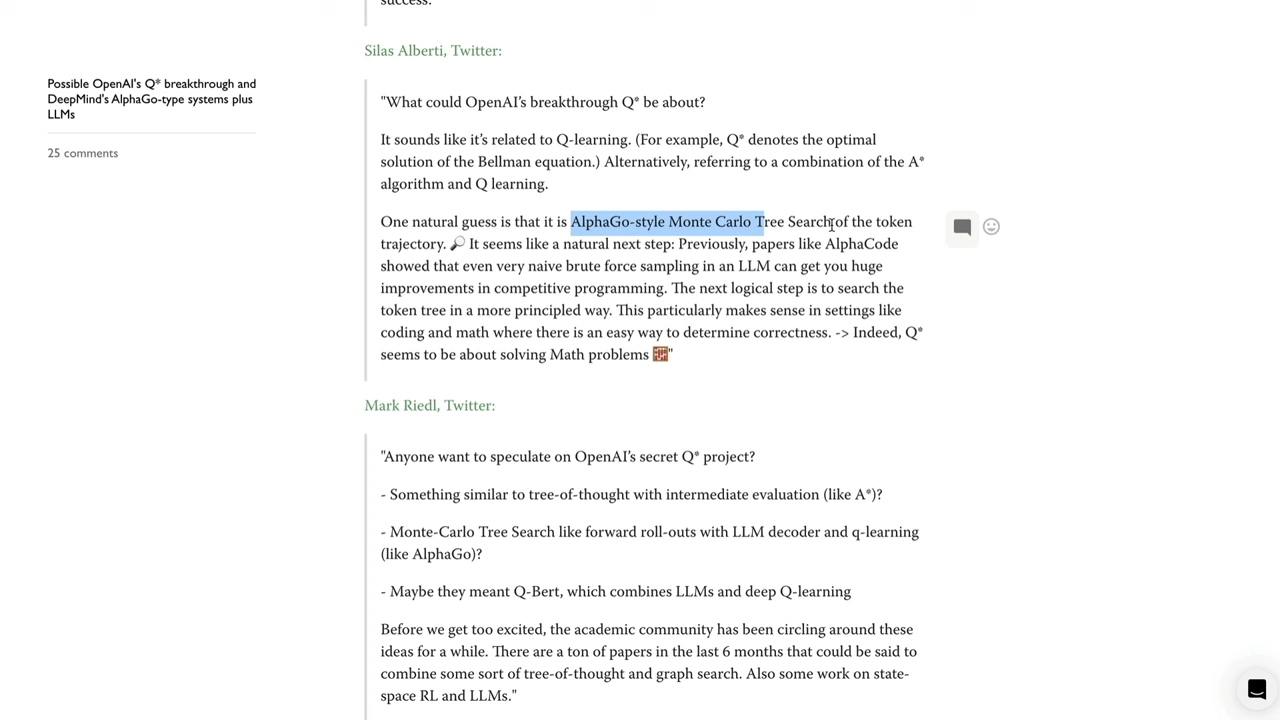 success."
Silas Alberti, Twitter:
Possible OpenAI's Q* breakthrough and
DeepMind's AlphaGo-type systems plus
LLMs
25 comments
"What could OpenAI’s breakthrough Q* be about?
It sounds like it’s related to Q-learning. (For example, Q* denotes the optimal
solution of the Bellman equation.) Alternatively, referring to a combination of the A*
algorithm and Q learning.
One natural guess is that it is AlphaGo-style Monte Carlo Tree Search of the token
trajectory. 🔎 It seems like a natural next step: Previously, papers like AlphaCode
showed that even very naive brute force sampling in an LLM can get you huge
improvements in competitive programming. The next logical step is to search the
token tree in a more principled way. This particularly makes sense in settings like
coding and math where there is an easy way to determine correctness. -> Indeed, Q*
seems to be about solving Math problems 🧱"
Mark Riedl, Twitter:
"Anyone want to speculate on OpenAI’s secret Q* project?
- Something similar to tree-of-thought with intermediate evaluation (like A*)?
- Monte-Carlo Tree Search like forward roll-outs with LLM decoder and q-learning
(like AlphaGo)?
- Maybe they meant Q-Bert, which combines LLMs and deep Q-learning
Before we get too excited, the academic community has been circling around these
ideas for a while. There are a ton of papers in the last 6 months that could be said to
combine some sort of tree-of-thought and graph search. Also some work on state-
space RL and LLMs."